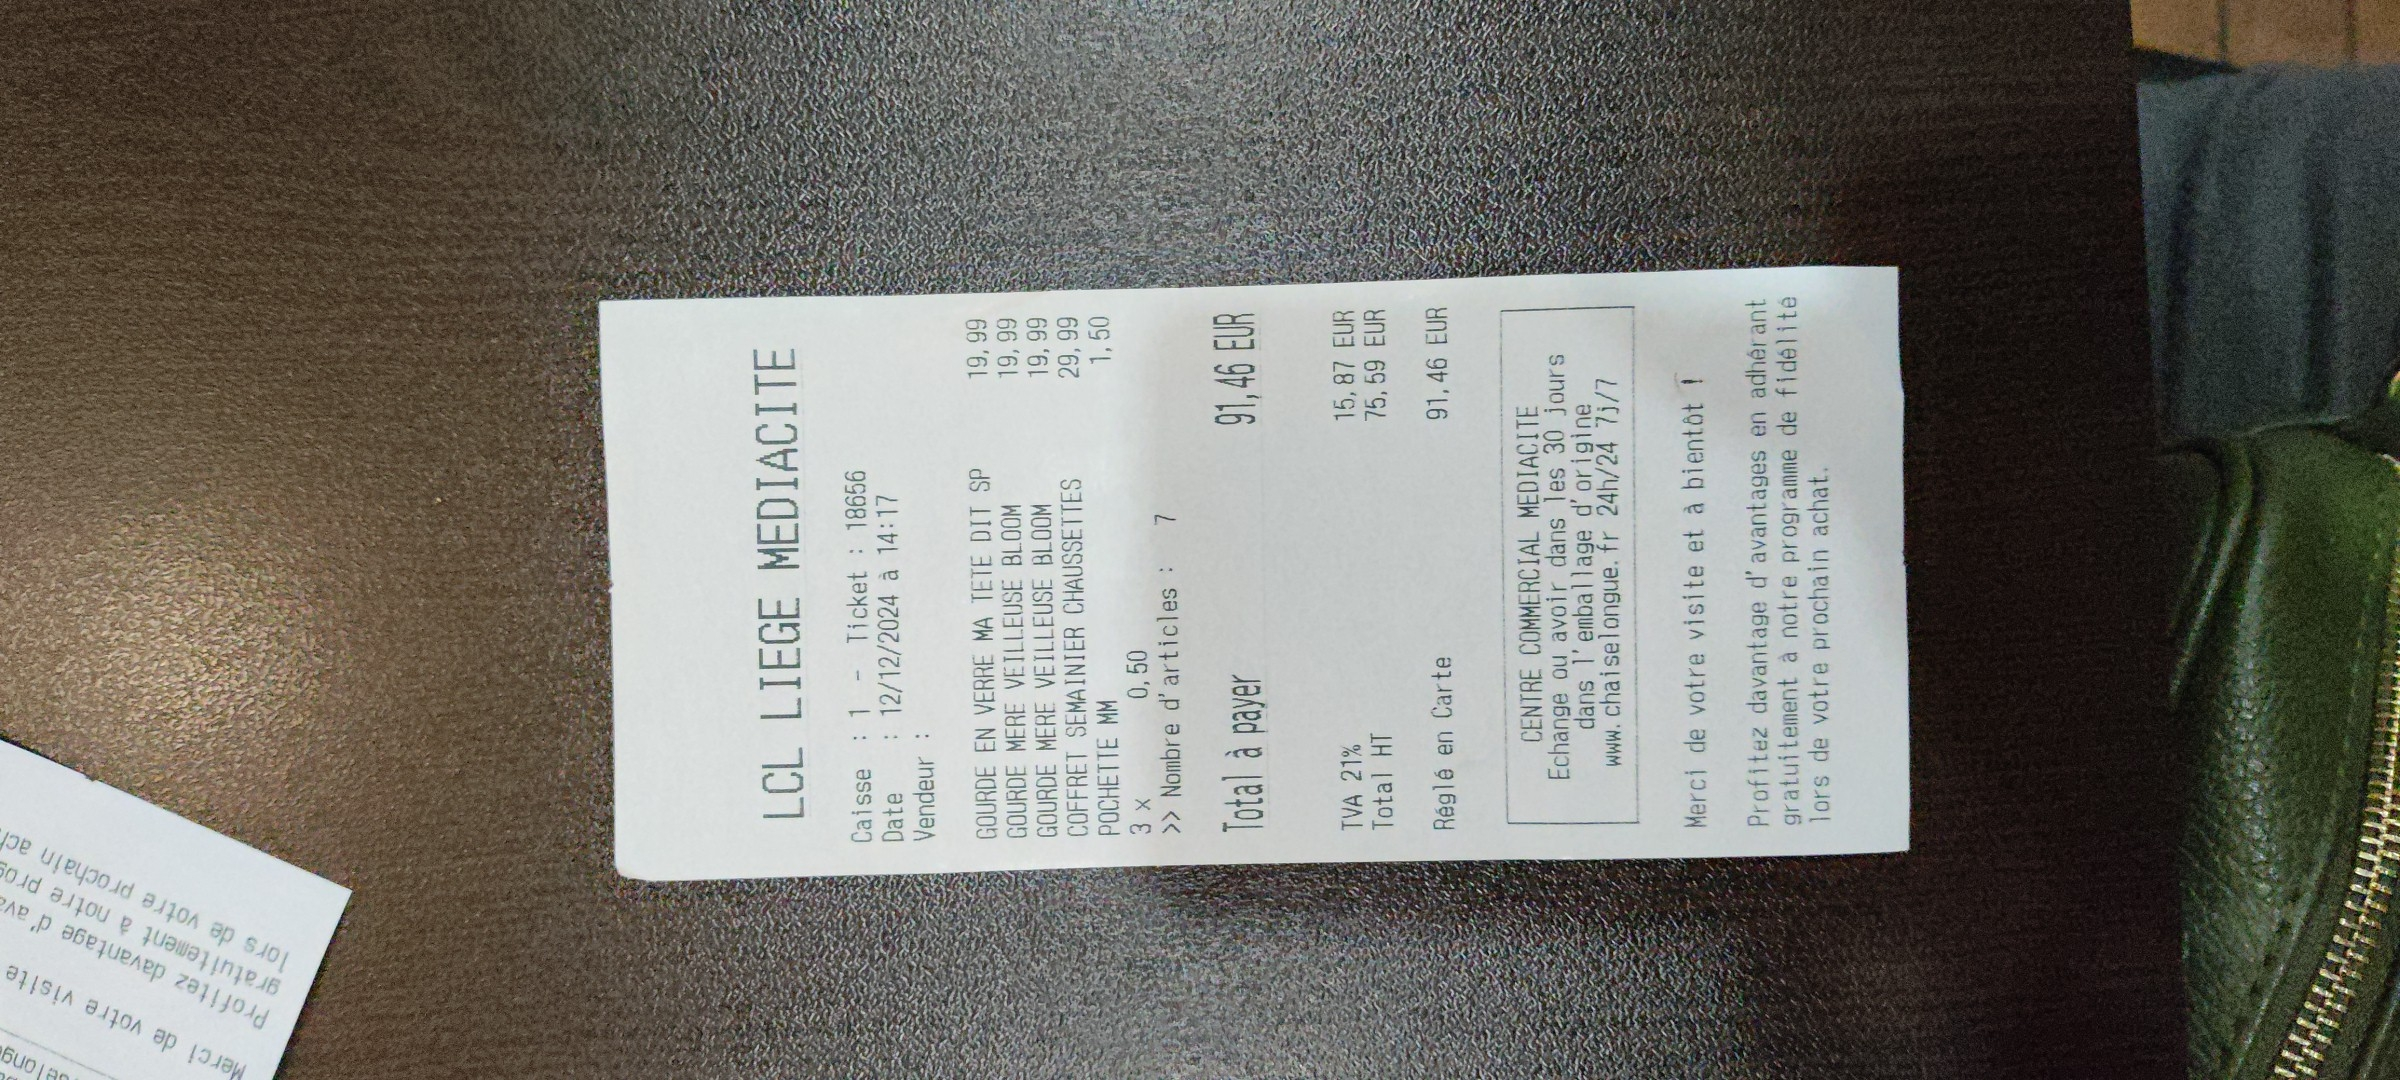 LCL LIEGE MEDIACITE
Caisse : 1 - Ticket : 18656
Date : 12/12/2024 à 14:17
Vendeur :
GOURDE EN VERRE MA TETE DIT SP 19,99
GOURDE MERE VEILLEUSE BLOOM 19,99
GOURDE MERE VEILLEUSE BLOOM 19,99
COFFRET SEMAINIER CHAUSSETTES 29,99
POCHETTE MM 1,50
3 x 0,50
>> Nombre d'articles : 7
Total à payer 91,46 EUR
TVA 21% 15,87 EUR
Total HT 75,59 EUR
Réglé en Carte 91,46 EUR
CENTRE COMMERCIAL MEDIACITE
Echange ou avoir dans les 30 jours
dans l'emballage d'origine
www.chaiselongue.fr 24h/24 7j/7
Merci de votre visite et à bientôt !
Profitez davantage d'avantages en adhérant
gratuitement à notre programme de fidélité
lors de votre prochain achat.
Merci de votre visite
Profitez davantage
gratuitement à notre
lors de votre prochain